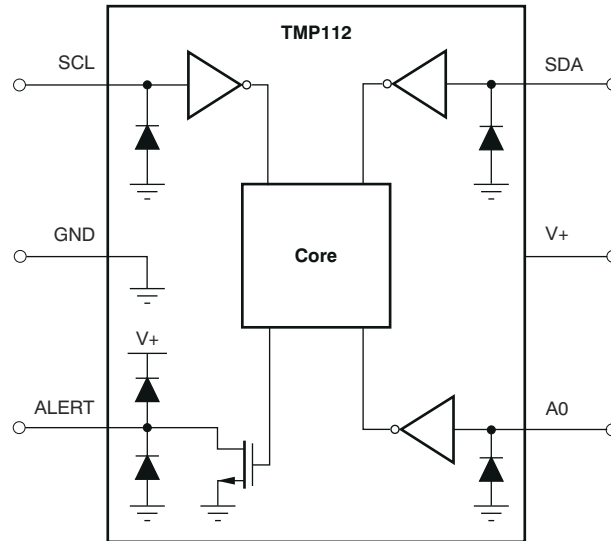 TMP112
SCL
SDA
GND
V+
Core
V+
ALERT
A0